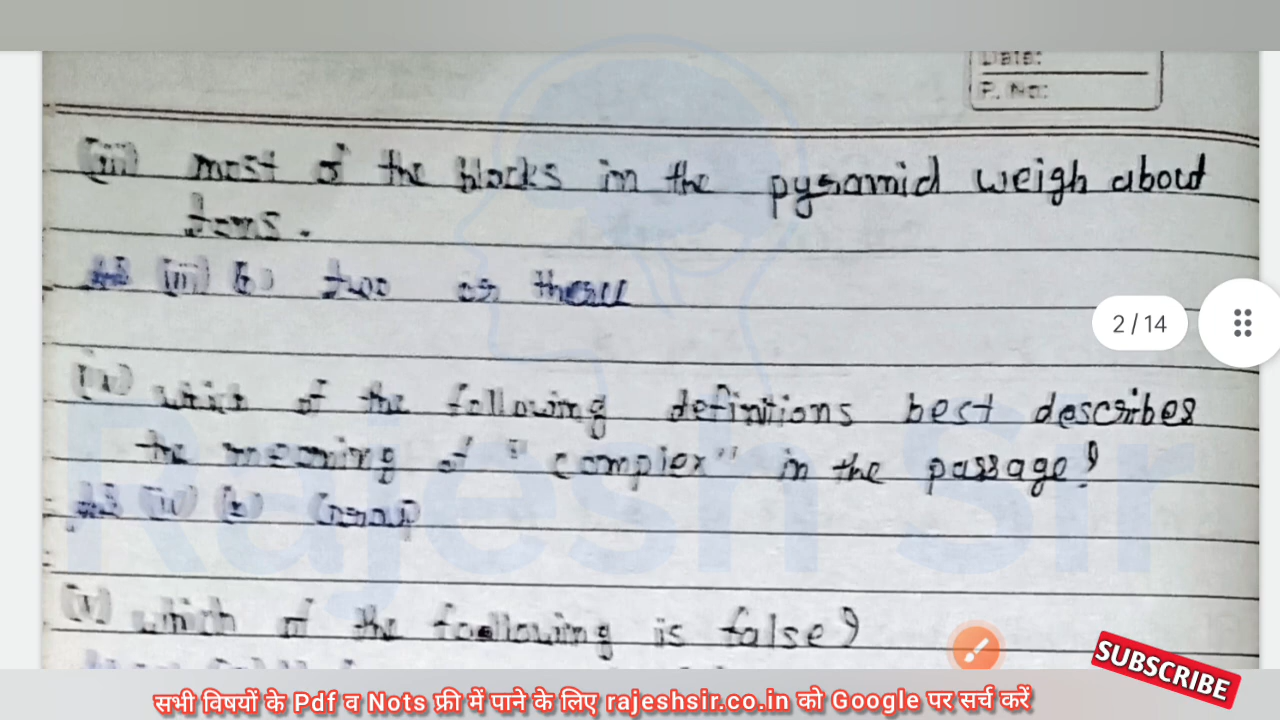 Date:
P. No:
(iii) most of the blocks in the pyramid weigh about
tons.
(iii) two or
(iv) which of the following definitions best describes
the meaning of "complex" in the passage?
(iv)
(v) which of the following is false?
2 / 14
Rajesh Sir
SUBSCRIBE
सभी विषयों के Pdf व Nots फ्री में पाने के लिए rajeshsir.co.in को Google पर सर्च करें